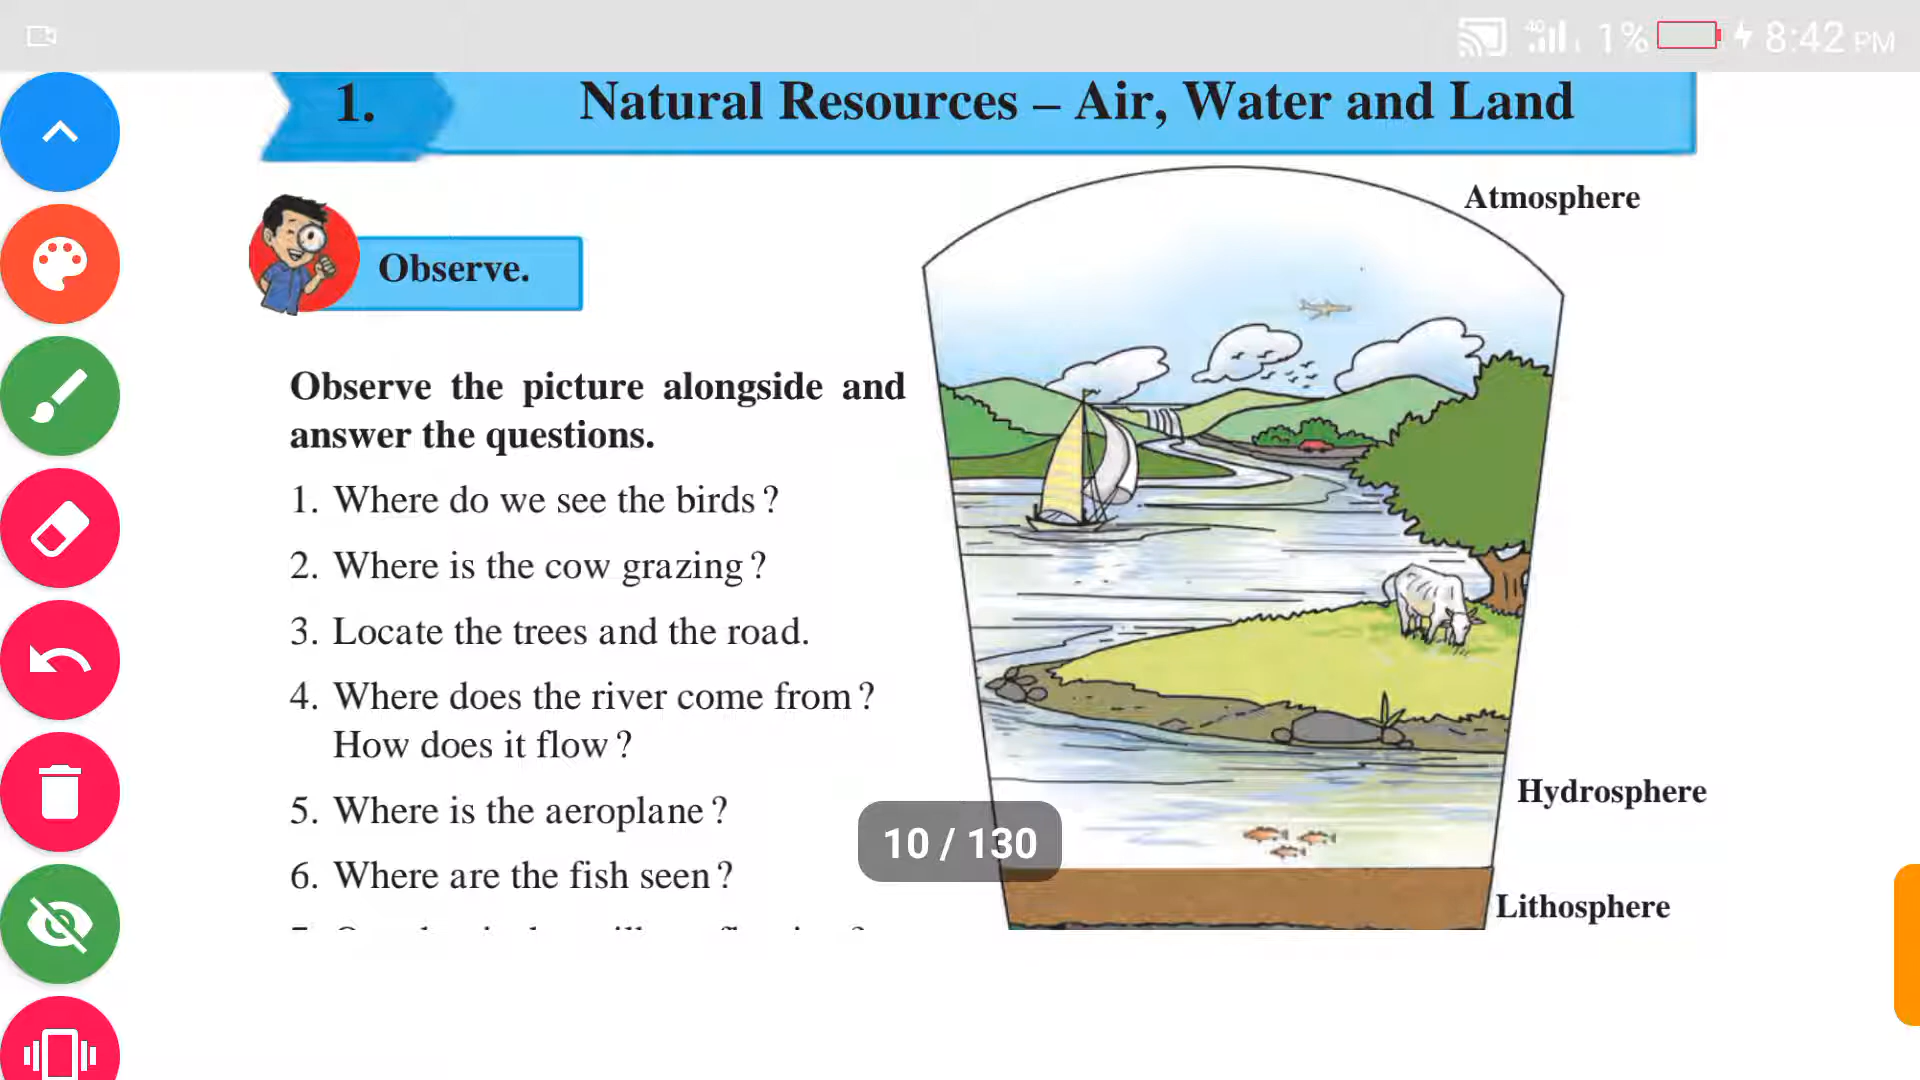 4G 1% 8:42 PM
1. Natural Resources – Air, Water and Land
Atmosphere
Observe.
Observe the picture alongside and
answer the questions.
1. Where do we see the birds ?
2. Where is the cow grazing ?
3. Locate the trees and the road.
4. Where does the river come from ?
How does it flow ?
Hydrosphere
5. Where is the aeroplane ?
10 / 130
6. Where are the fish seen ?
Lithosphere